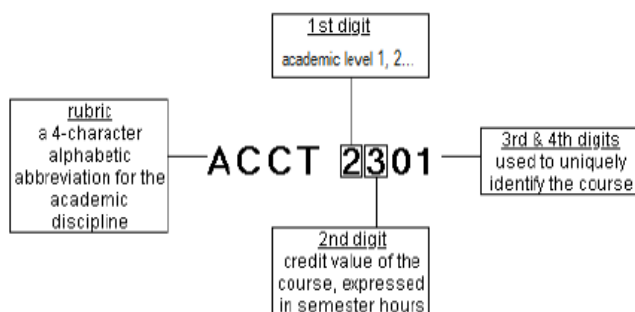 1st digit
academic level 1, 2...
rubric
a 4-character
alphabetic
abbreviation for the
academic
discipline
ACCT 2301
3rd & 4th digits
used to uniquely
identify the course
2nd digit
credit value of the
course, expressed
in semester hours